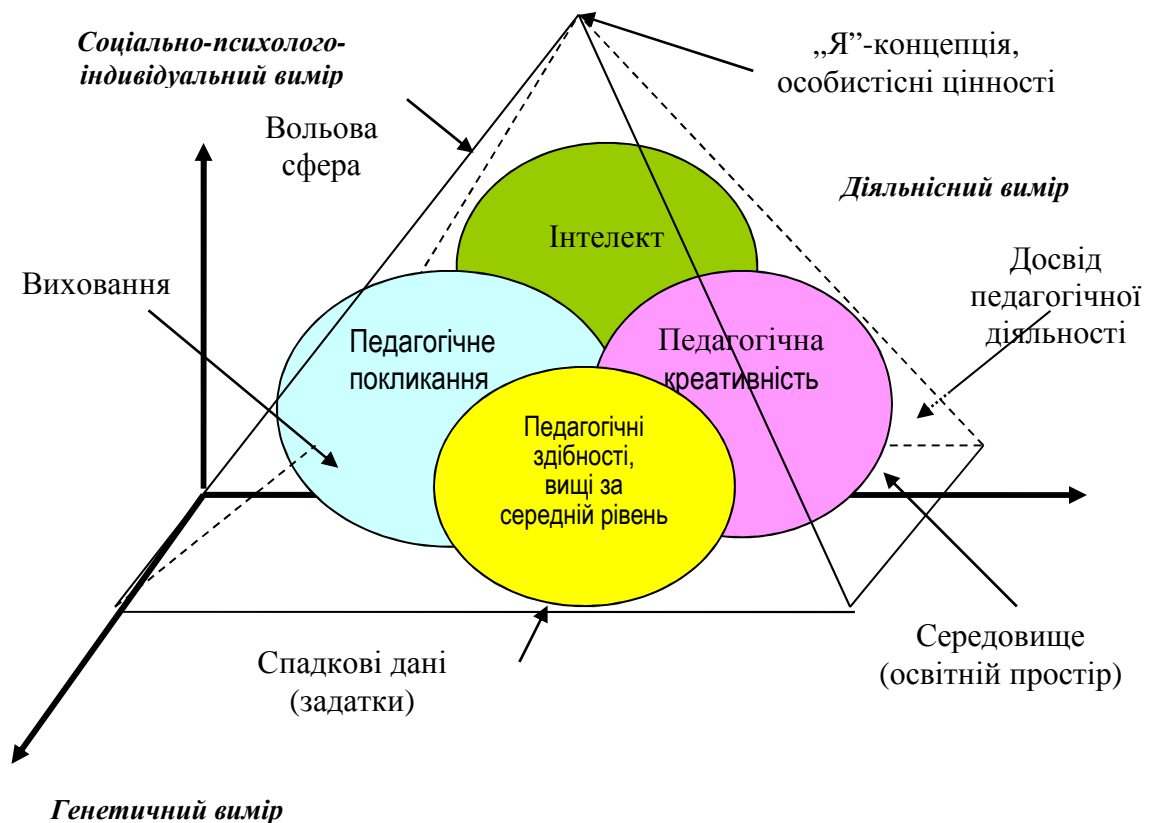 Соціально-психолого-
індивідуальний вимір
„Я”-концепція,
особистісні цінності
Вольова
сфера
Діяльнісний вимір
Інтелект
Виховання
Досвід
педагогічної
діяльності
Педагогічне
покликання
Педагогічна
креативність
Педагогічні
здібності,
вищі за
середній рівень
Середовище
(освітній простір)
Спадкові дані
(задатки)
Генетичний вимір